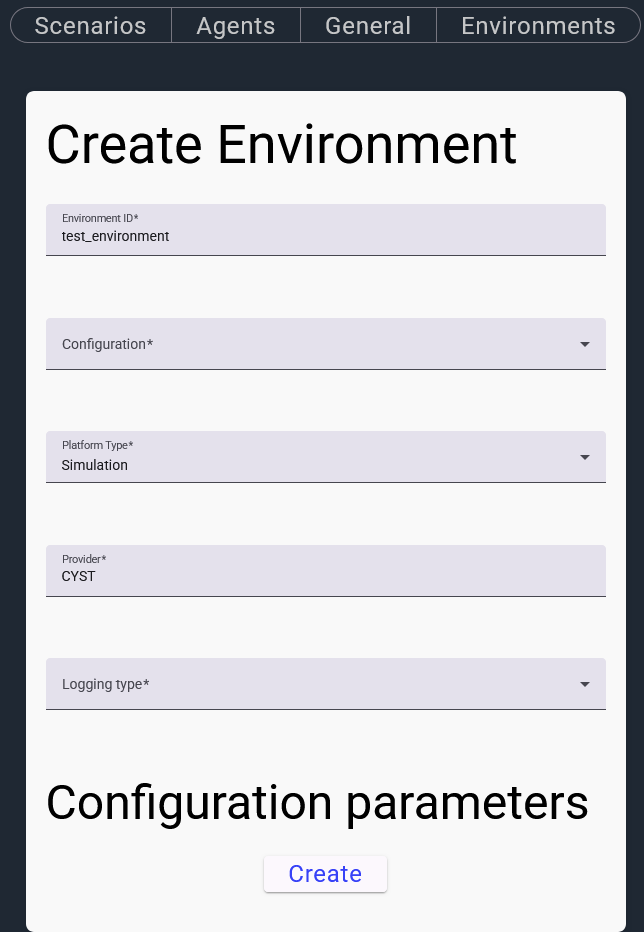 Scenarios Agents General Environments
Create Environment
Environment ID*
test_environment
Configuration*
Platform Type*
Simulation
Provider*
CYST
Logging type*
Configuration parameters
Create